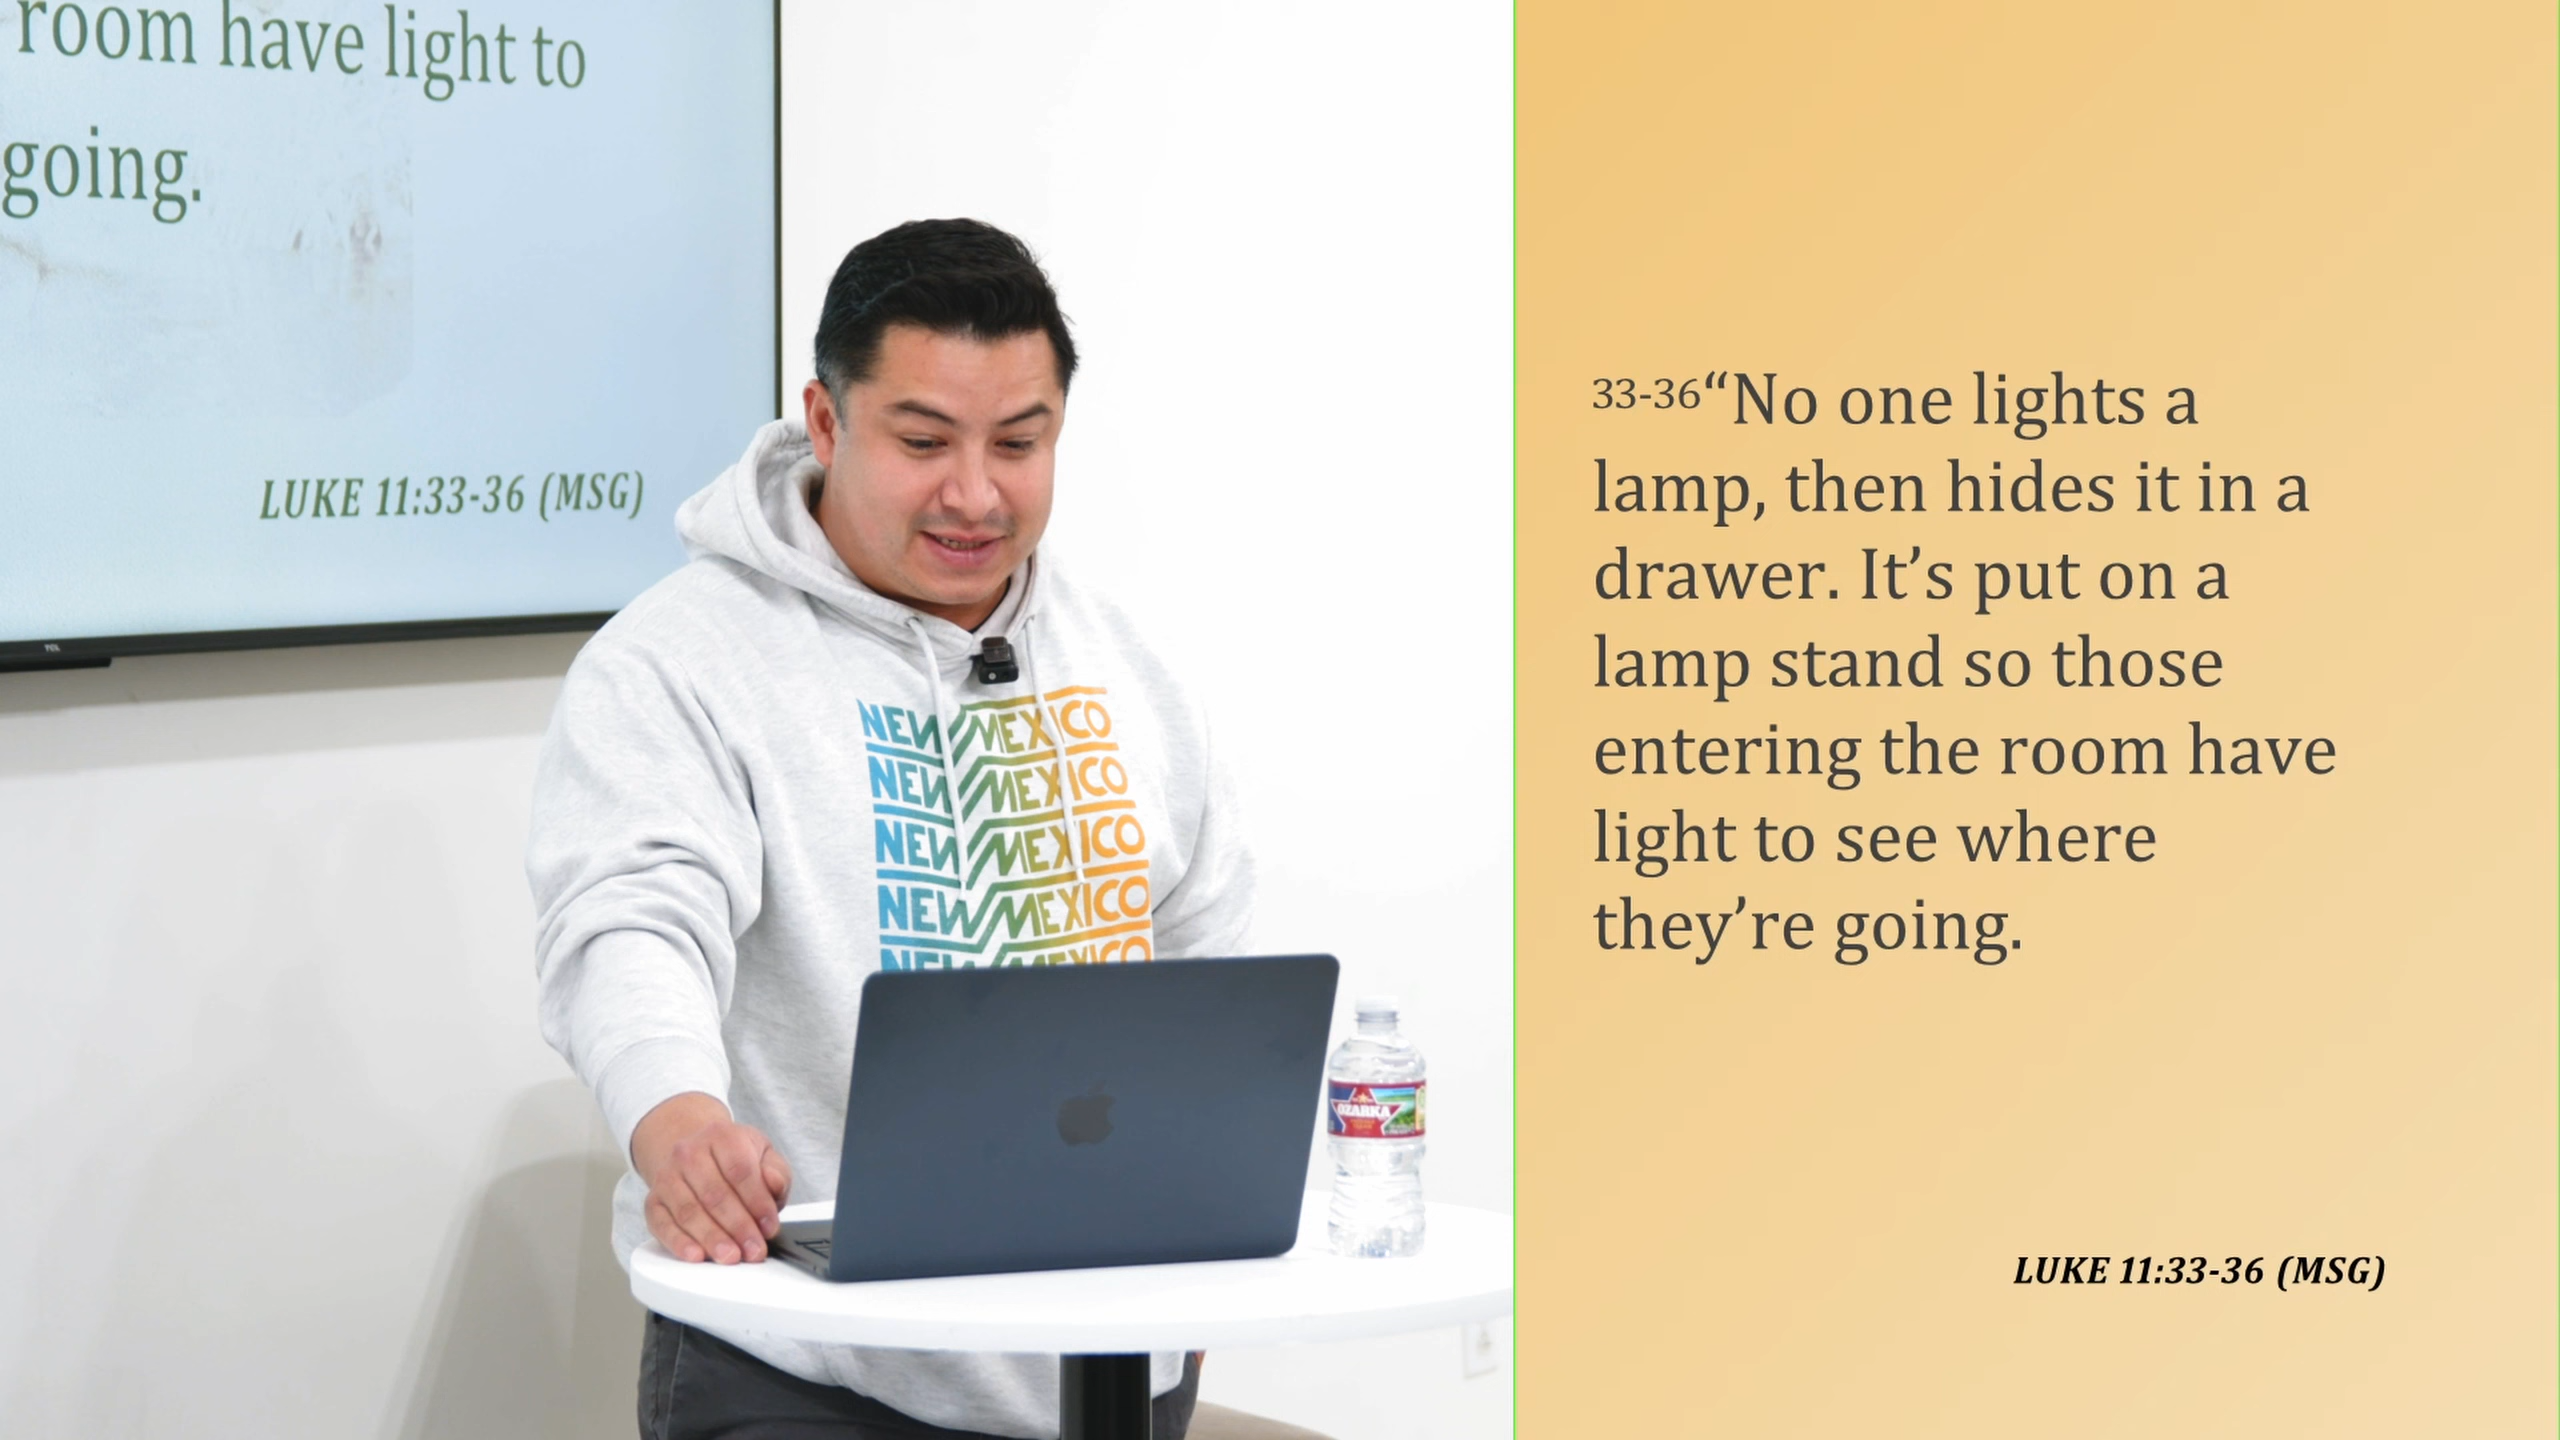 room have light to
going.
LUKE 11:33-36 (MSG)
NEW MEXICO
NEW MEXICO
NEW MEXICO
NEW MEXICO
NEW MEXICO
OZARKA
33-36“No one lights a
lamp, then hides it in a
drawer. It’s put on a
lamp stand so those
entering the room have
light to see where
they’re going.
LUKE 11:33-36 (MSG)